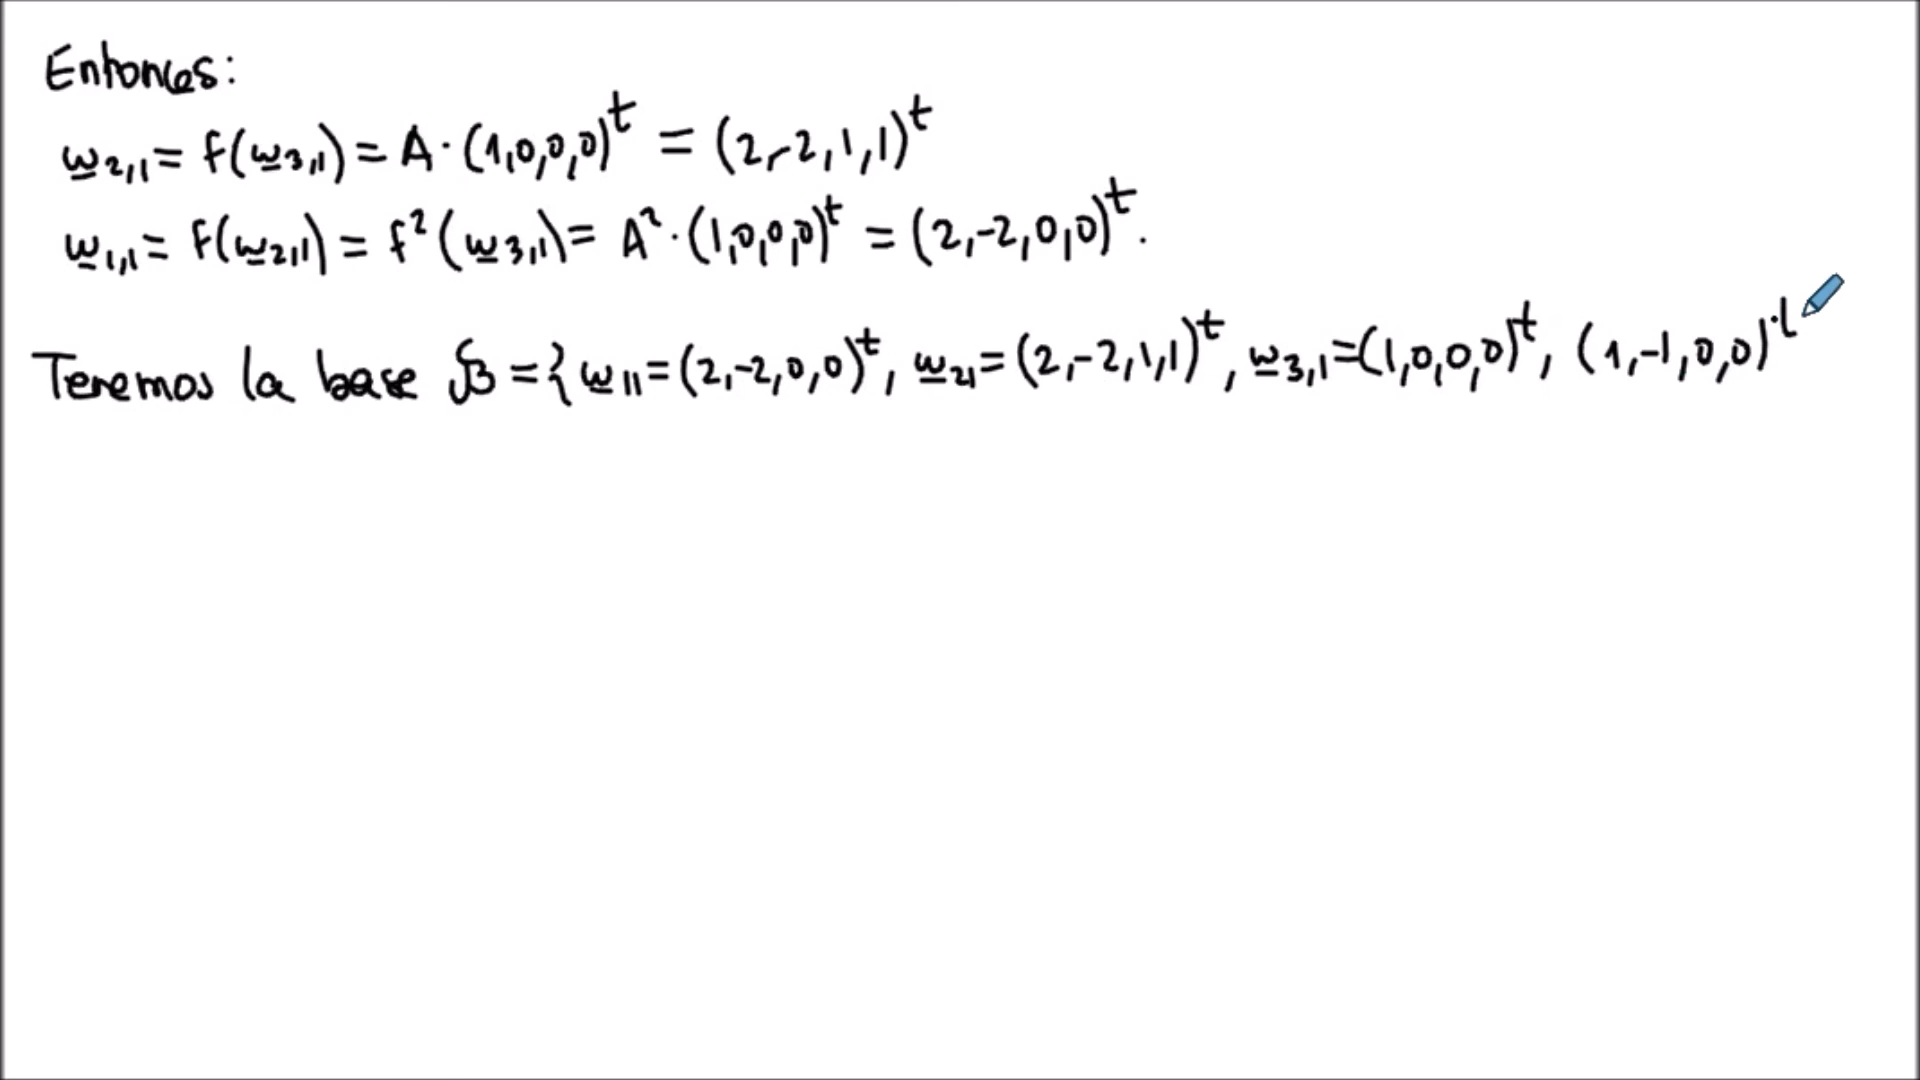 Entonces:
w₂,₁ = f(w₃,₁) = A · (1,0,0,0)ᵗ = (2,-2,1,1)ᵗ
w₁,₁ = f(w₂,₁) = f²(w₃,₁) = A² · (1,0,0,0)ᵗ = (2,-2,0,0)ᵗ.
Tenemos la base B = { w₁₁ = (2,-2,0,0)ᵗ, w₂₁ = (2,-2,1,1)ᵗ, w₃,₁ = (1,0,0,0)ᵗ, (1,-1,0,0)ᵗ